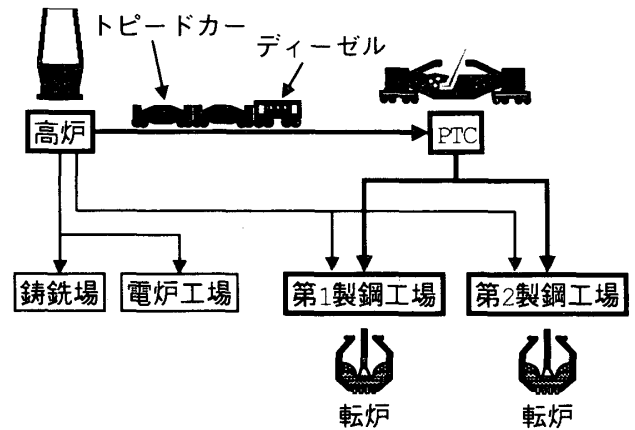 トピードカー
ディーゼル
高炉
PTC
鋳銑場
電炉工場
第1製鋼工場
第2製鋼工場
転炉
転炉